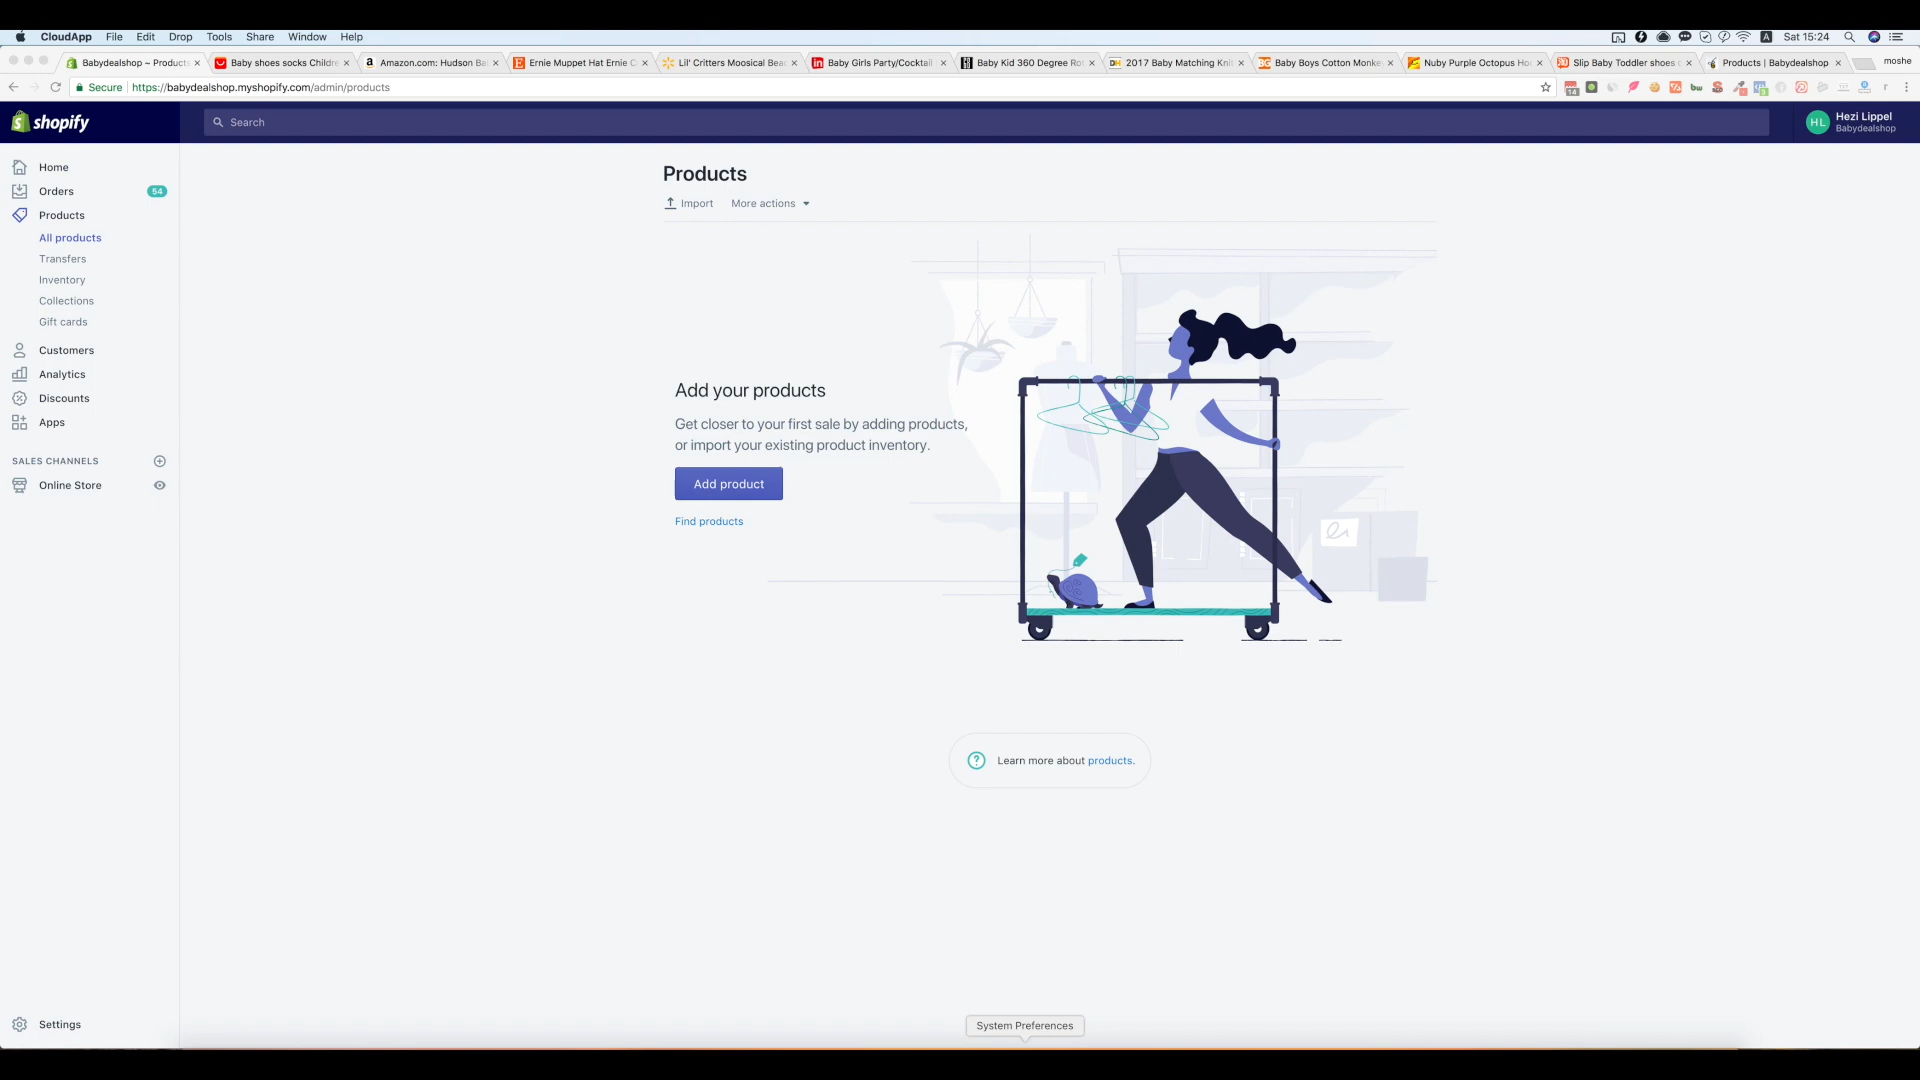 CloudApp File Edit Drop Tools Share Window Help
A Sat 15:24
Babydealshop ~ Products
Baby shoes socks Childre
Amazon.com: Hudson Ba
Ernie Muppet Hat Ernie C
Lil' Critters Moosical Bea
Baby Girls Party/Cocktail
Baby Kid 360 Degree Ro
2017 Baby Matching Kni
Baby Boys Cotton Monke
Nuby Purple Octopus Ho
Slip Baby Toddler shoes
Products | Babydealshop
moshe
Secure https://babydealshop.myshopify.com/admin/products
shopify
Search
HL Hezi Lippel
Babydealshop
Home
Orders 54
Products
All products
Transfers
Inventory
Collections
Gift cards
Customers
Analytics
Discounts
Apps
SALES CHANNELS
Online Store
Settings
Products
Import More actions
Add your products
Get closer to your first sale by adding products,
or import your existing product inventory.
Add product
Find products
Learn more about products.
System Preferences